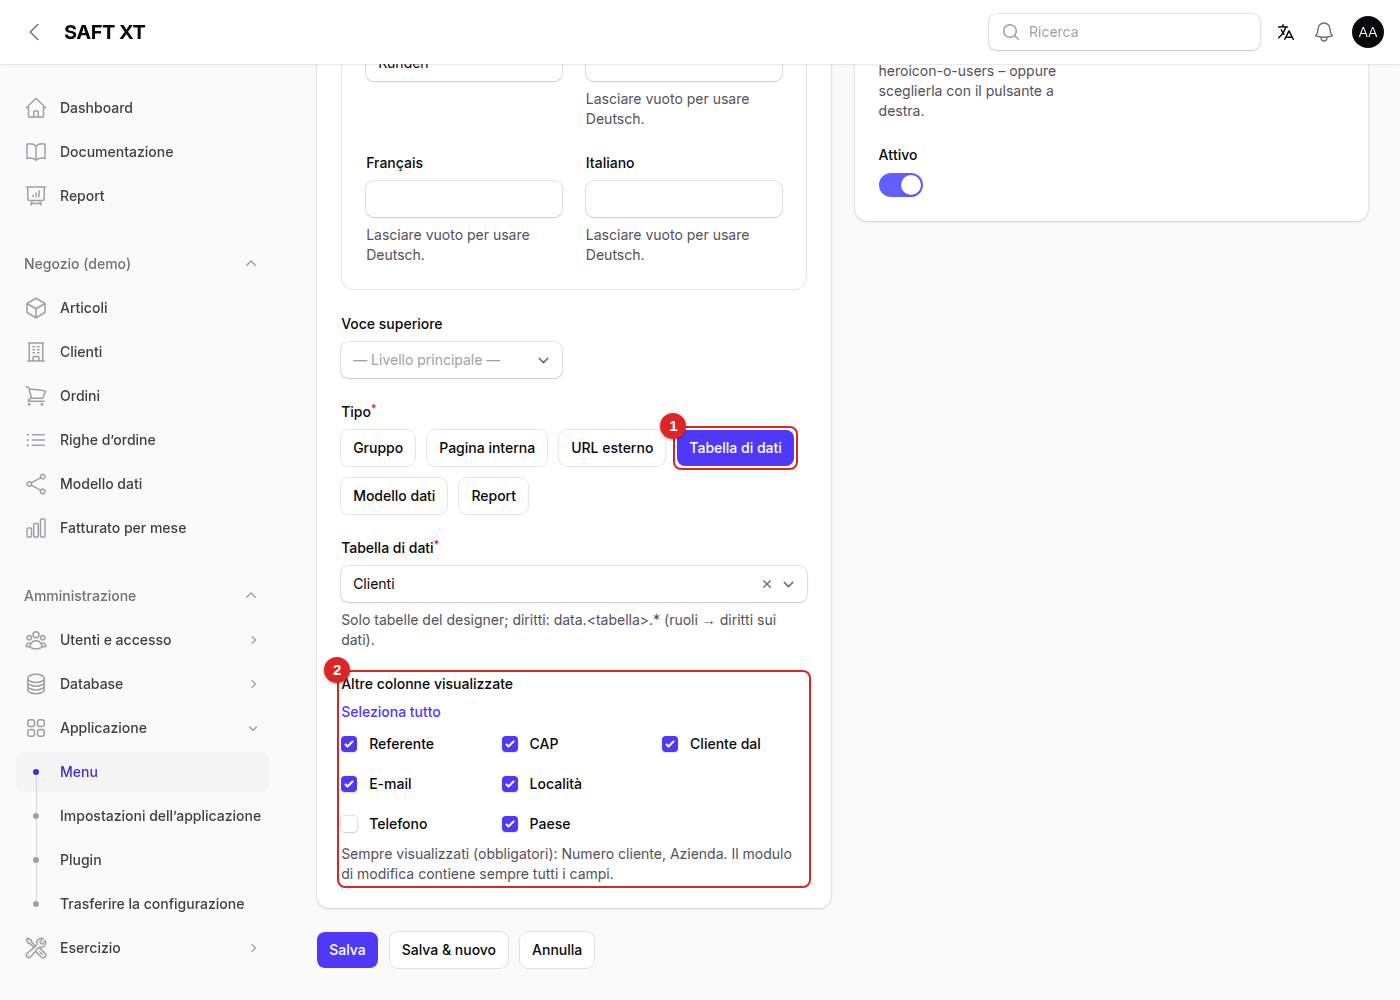 SAFT XT
Ricerca
AA
Dashboard
Documentazione
Report
Negozio (demo)
Articoli
Clienti
Ordini
Righe d’ordine
Modello dati
Fatturato per mese
Amministrazione
Utenti e accesso
Database
Applicazione
Menu
Impostazioni dell’applicazione
Plugin
Trasferire la configurazione
Esercizio
Kunden
Lasciare vuoto per usare
Deutsch.
Français
Italiano
Lasciare vuoto per usare
Deutsch.
Lasciare vuoto per usare
Deutsch.
Voce superiore
— Livello principale —
Tipo*
1
Gruppo
Pagina interna
URL esterno
Tabella di dati
Modello dati
Report
Tabella di dati*
Clienti
Solo tabelle del designer; diritti: data.<tabella>.* (ruoli → diritti sui
dati).
2
Altre colonne visualizzate
Seleziona tutto
Referente
CAP
Cliente dal
E-mail
Località
Telefono
Paese
Sempre visualizzati (obbligatori): Numero cliente, Azienda. Il modulo
di modifica contiene sempre tutti i campi.
Salva
Salva & nuovo
Annulla
heroicon-o-users – oppure
sceglierla con il pulsante a
destra.
Attivo